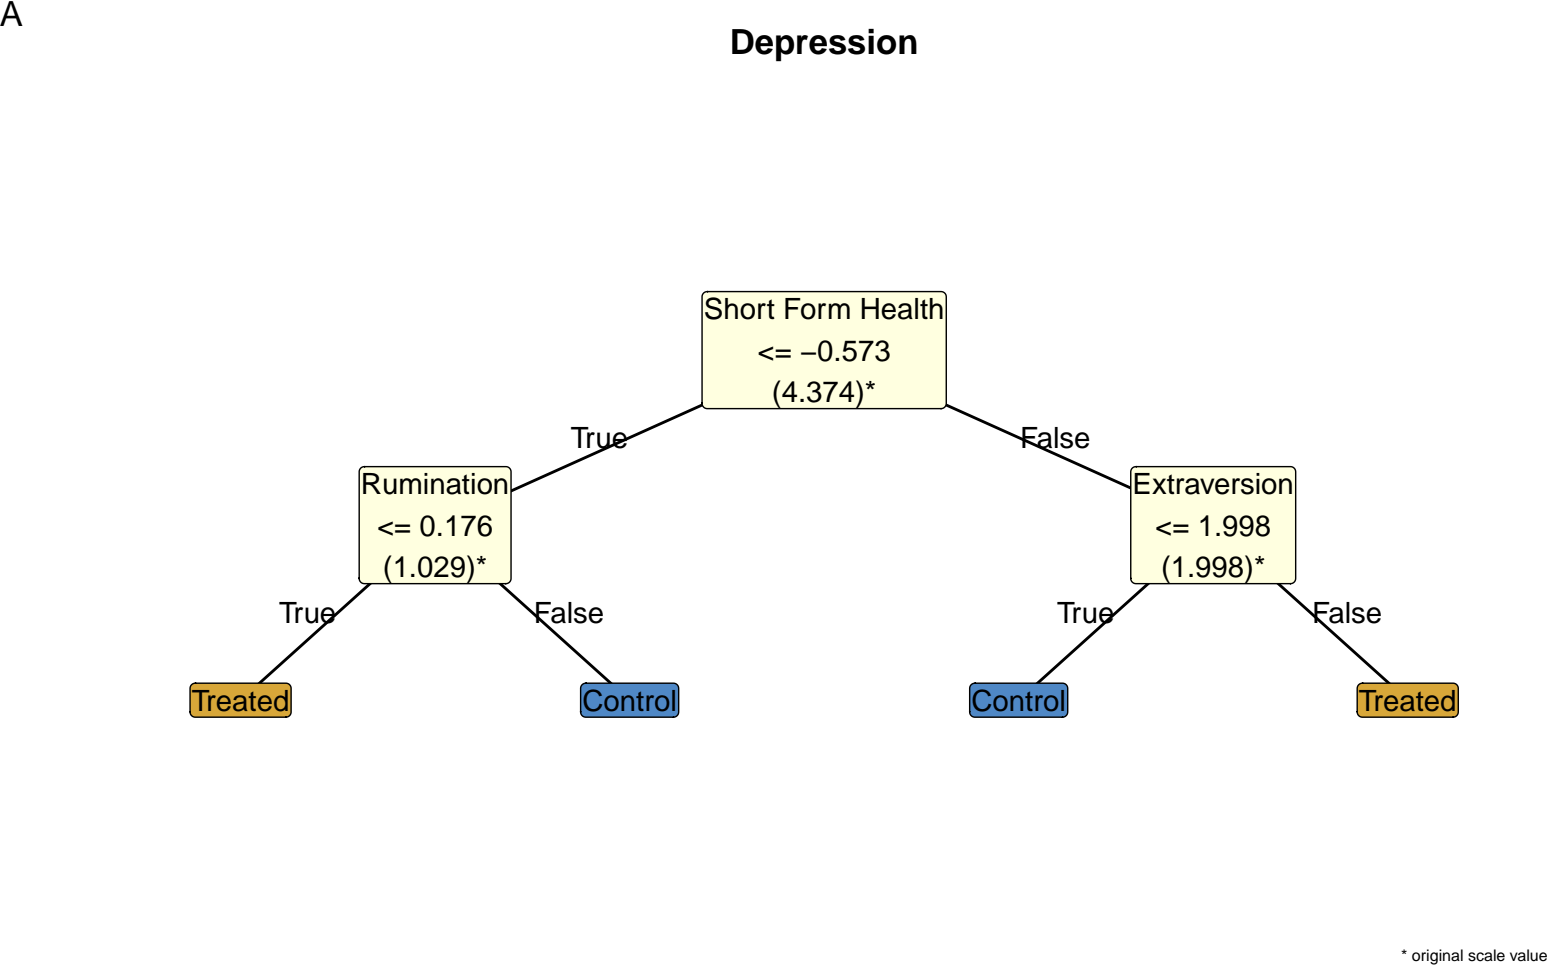 A
Depression
Short Form Health
<= −0.573
(4.374)*
True
False
Rumination
<= 0.176
(1.029)*
Extraversion
<= 1.998
(1.998)*
True
False
True
False
Treated
Control
Control
Treated
* original scale value